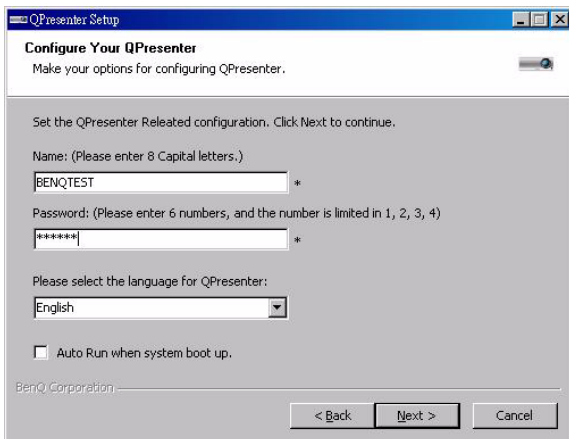 QPresenter Setup
Configure Your QPresenter
Make your options for configuring QPresenter.
Set the QPresenter Releated configuration. Click Next to continue.
Name: (Please enter 8 Capital letters.)
BENQTEST
*
Password: (Please enter 6 numbers, and the number is limited in 1, 2, 3, 4)
******
*
Please select the language for QPresenter:
English
Auto Run when system boot up.
BenQ Corporation
< Back
Next >
Cancel